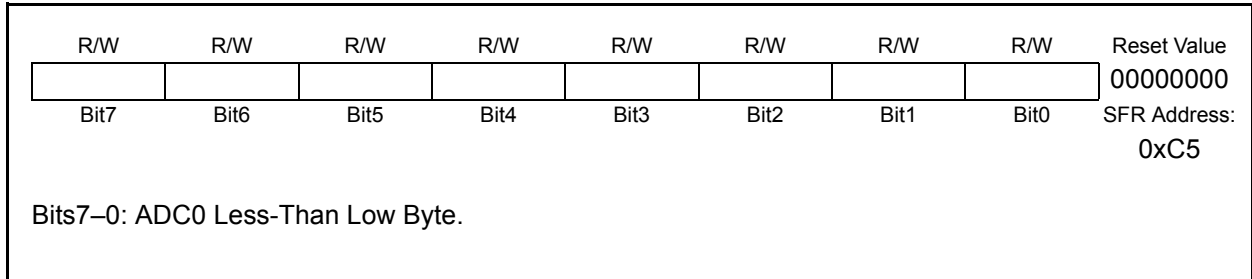 R/W R/W R/W R/W R/W R/W R/W R/W Reset Value
00000000
Bit7 Bit6 Bit5 Bit4 Bit3 Bit2 Bit1 Bit0 SFR Address:
0xC5
Bits7–0: ADC0 Less-Than Low Byte.